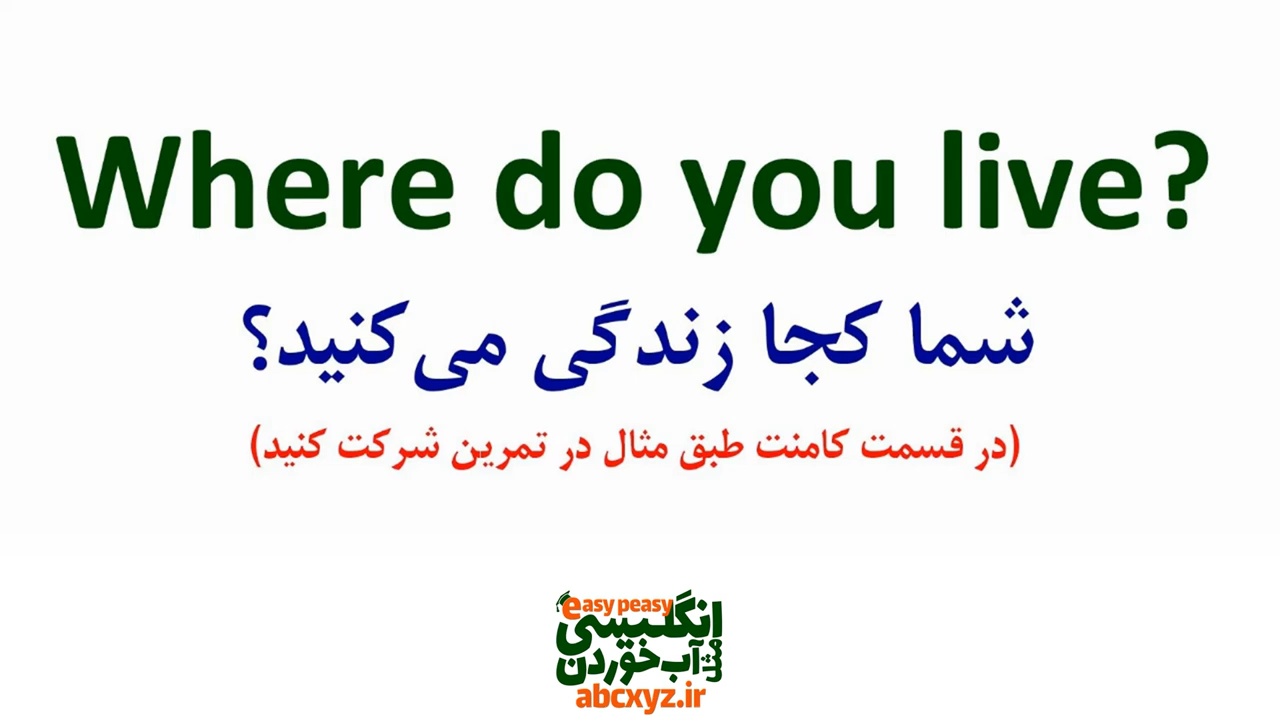 Where do you live?
شما کجا زندگی می‌کنید؟
(در قسمت کامنت طبق مثال در تمرین شرکت کنید)
easy peasy
انگلیسی
مثل آب خوردن
abcxyz.ir